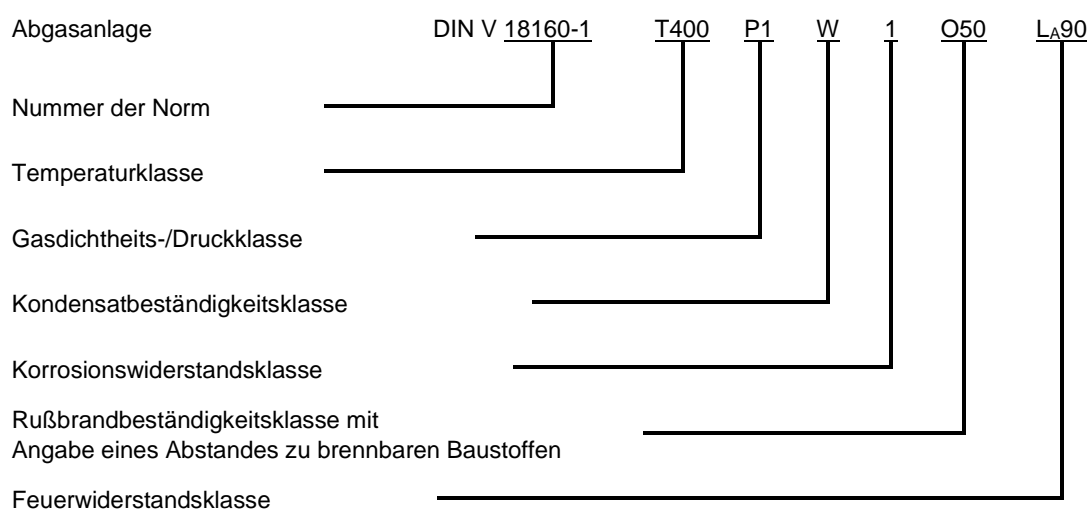 Abgasanlage DIN V 18160-1 T400 P1 W 1 O50 LA90
Nummer der Norm
Temperaturklasse
Gasdichtheits-/Druckklasse
Kondensatbeständigkeitsklasse
Korrosionswiderstandsklasse
Rußbrandbeständigkeitsklasse mit
Angabe eines Abstandes zu brennbaren Baustoffen
Feuerwiderstandsklasse